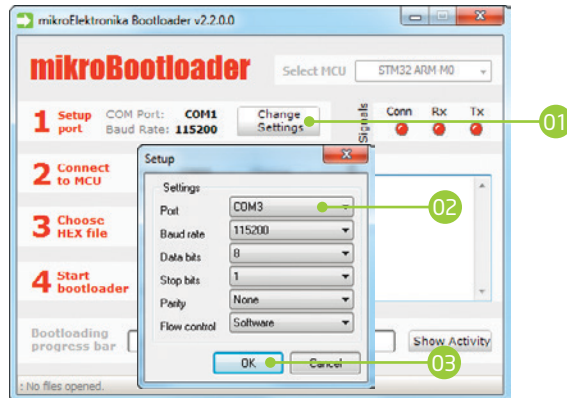 mikroElektronika Bootloader v2.2.0.0
mikroBootloader
Select MCU STM32 ARM M0
1 Setup port
COM Port: COM1
Baud Rate: 115200
Change Settings
01
Signals
Conn Rx Tx
2 Connect to MCU
3 Choose HEX file
4 Start bootloader
Setup
Settings
Port COM3
02
Baud rate 115200
Data bits 8
Stop bits 1
Parity None
Flow control Software
OK Cancel
03
Bootloading progress bar
Show Activity
: No files opened.